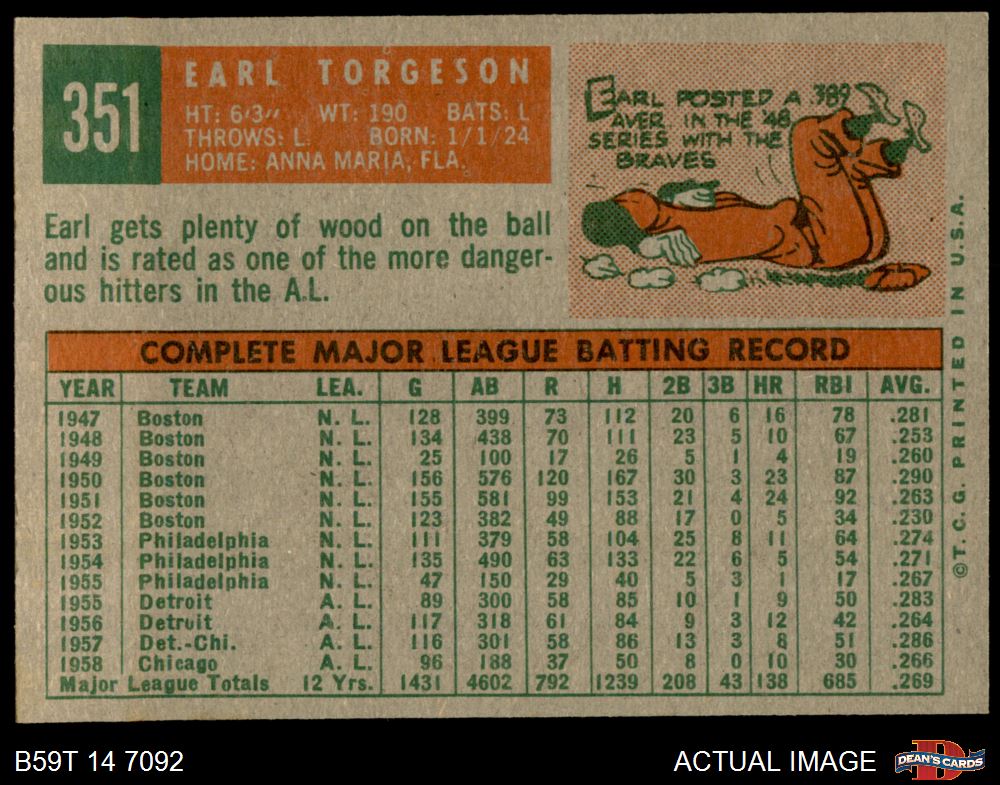 351
EARL TORGESON
HT: 6'3" WT: 190 BATS: L
THROWS: L. BORN: 1/1/24
HOME: ANNA MARIA, FLA.
EARL POSTED A .389
AVER. IN THE '48
SERIES WITH THE
BRAVES
Earl gets plenty of wood on the ball
and is rated as one of the more danger-
ous hitters in the A.L.
COMPLETE MAJOR LEAGUE BATTING RECORD
YEAR TEAM LEA. G AB R H 2B 3B HR RBI AVG.
1947 Boston N. L. 128 399 73 112 20 6 16 78 .281
1948 Boston N. L. 134 438 70 111 23 5 10 67 .253
1949 Boston N. L. 25 100 17 26 5 1 4 19 .260
1950 Boston N. L. 156 576 120 167 30 3 23 87 .290
1951 Boston N. L. 155 581 99 153 21 4 24 92 .263
1952 Boston N. L. 123 382 49 88 17 0 5 34 .230
1953 Philadelphia N. L. 111 379 58 104 25 8 11 64 .274
1954 Philadelphia N. L. 135 490 63 133 22 6 5 54 .271
1955 Philadelphia N. L. 47 150 29 40 5 3 1 17 .267
1955 Detroit A. L. 89 300 58 85 10 1 9 50 .283
1956 Detroit A. L. 117 318 61 84 9 3 12 42 .264
1957 Det.-Chi. A. L. 116 301 58 86 13 3 8 51 .286
1958 Chicago A. L. 96 188 37 50 8 0 10 30 .266
Major League Totals 12 Yrs. 1431 4602 792 1239 208 43 138 685 .269
©T. C. G. PRINTED IN U.S.A.
B59T 14 7092
ACTUAL IMAGE
DEAN'S CARDS